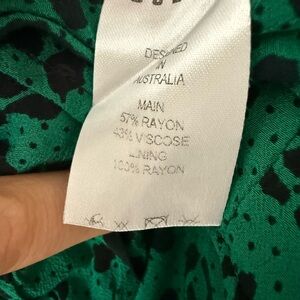 DESIGNED
IN
AUSTRALIA
MAIN
57% RAYON
43% VISCOSE
LINING
100% RAYON